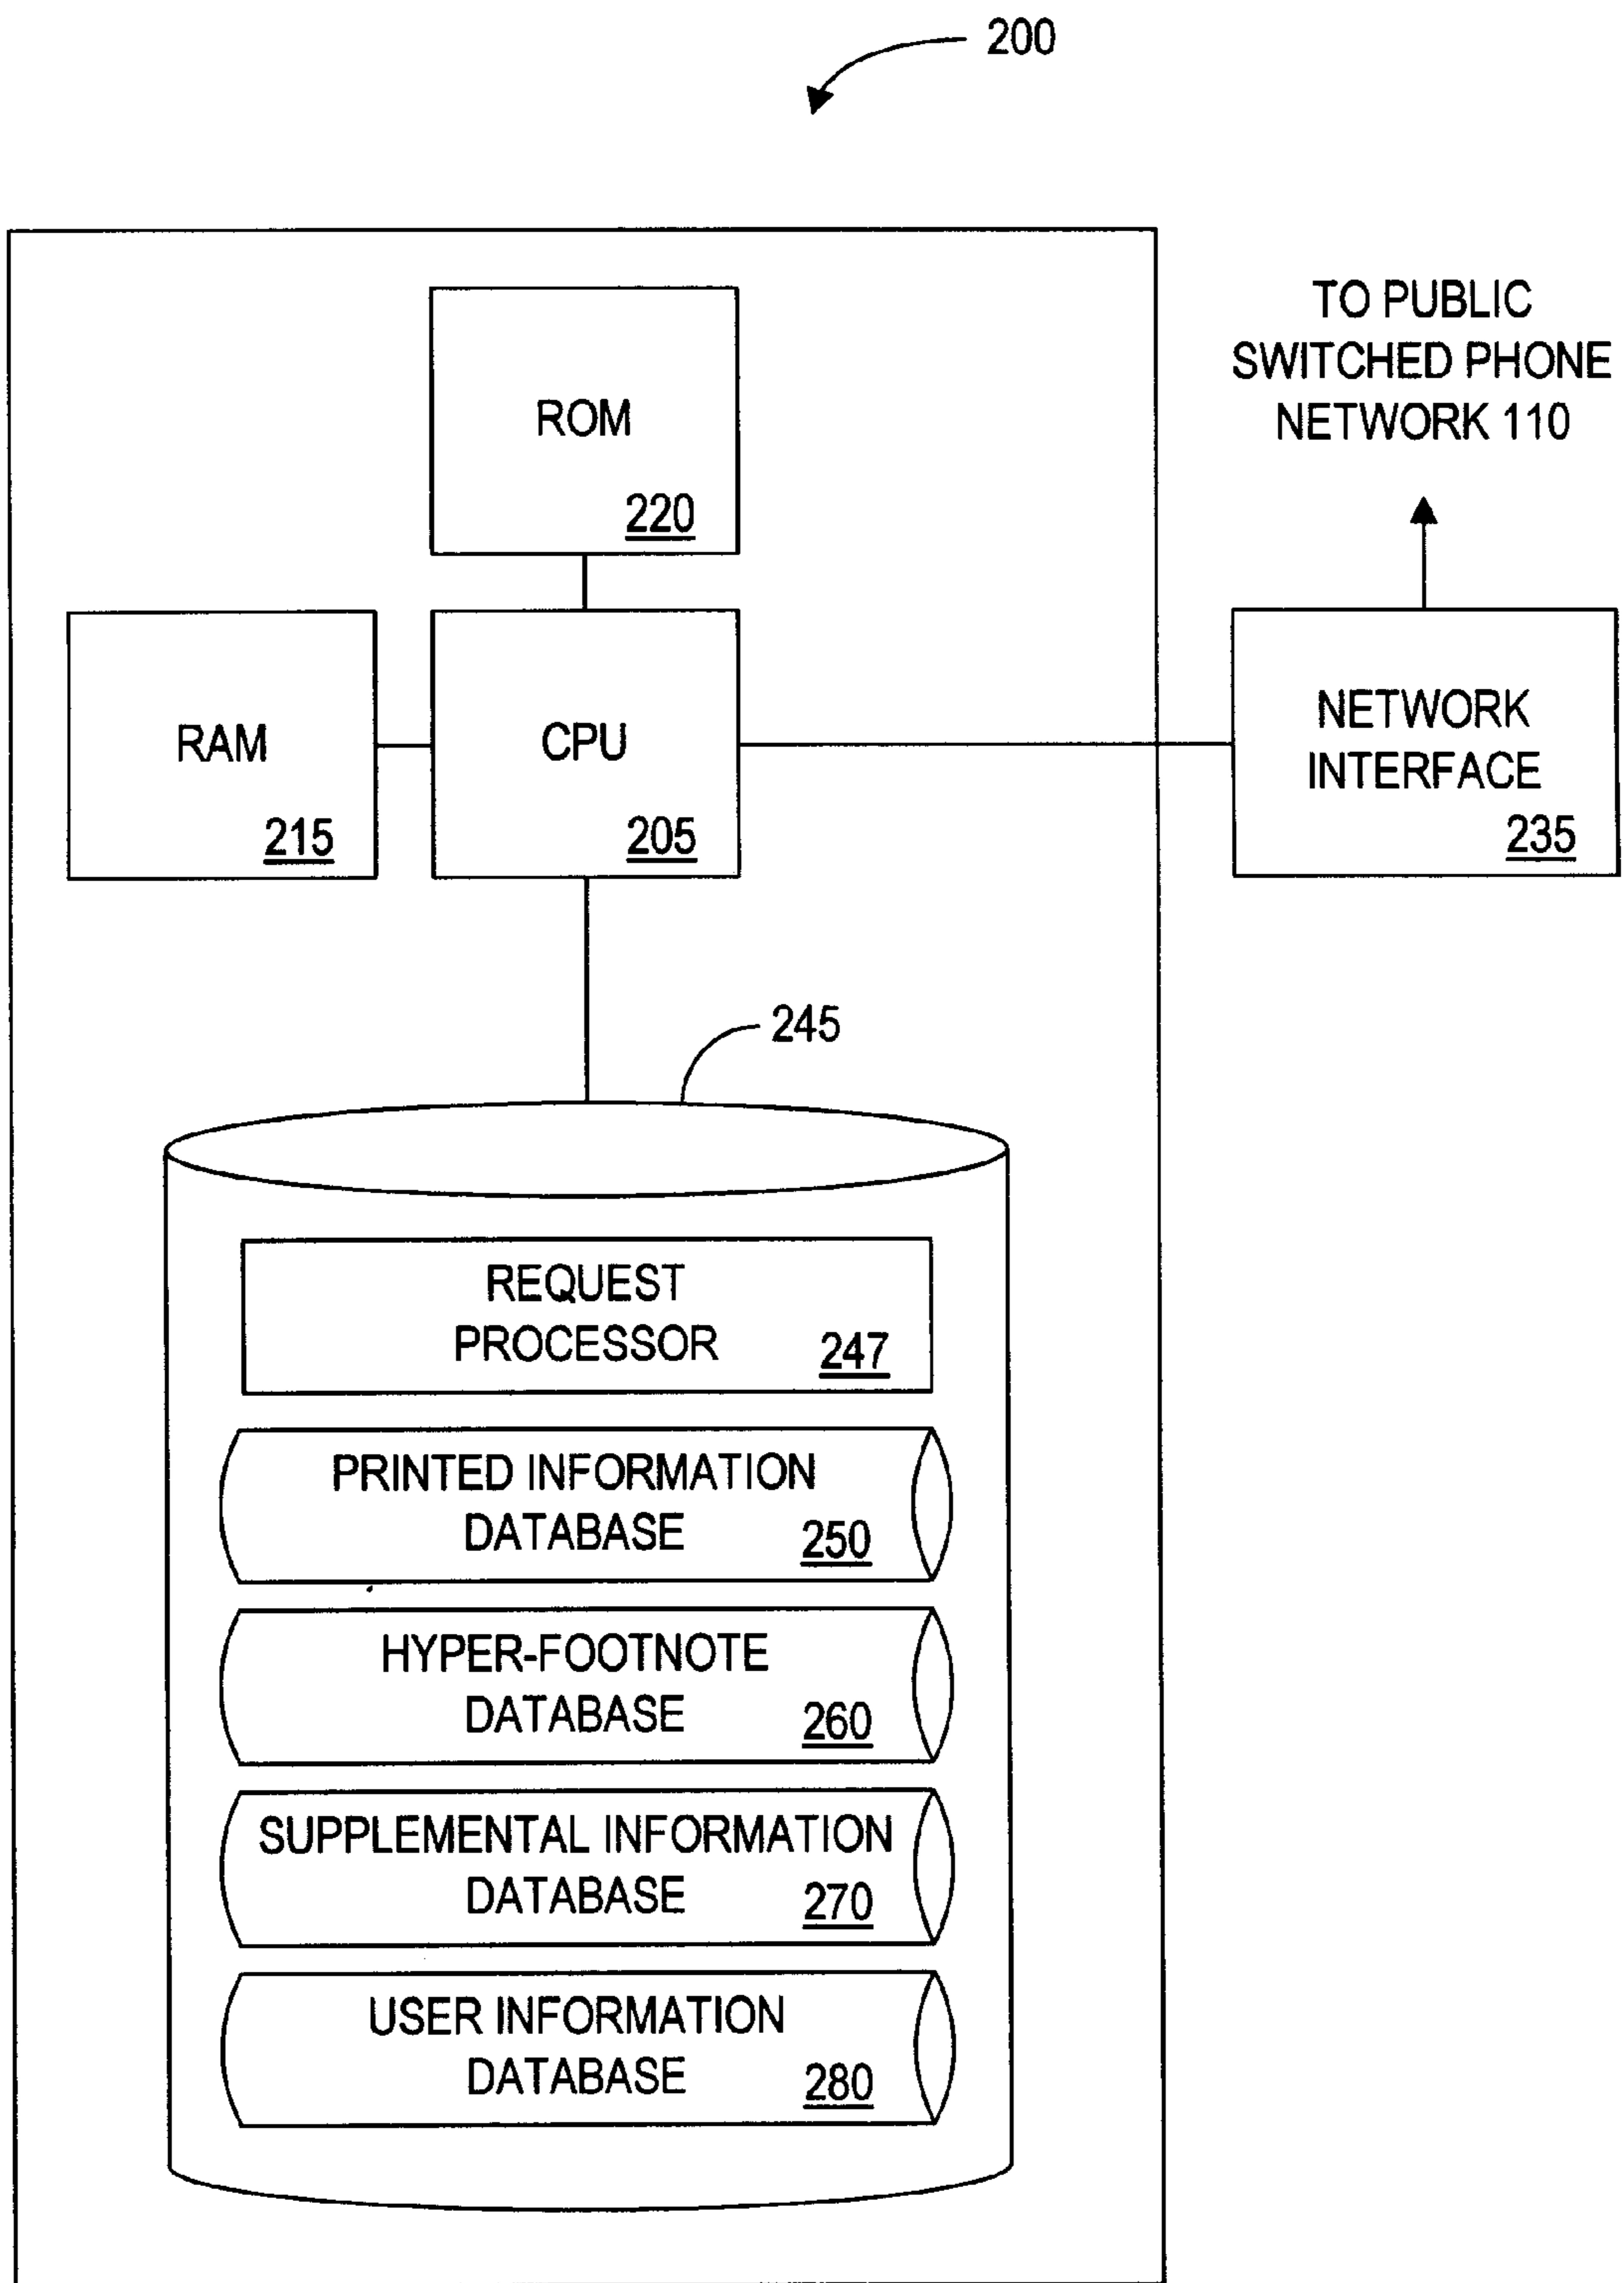 200
TO PUBLIC
SWITCHED PHONE
NETWORK 110
ROM
220
RAM
215
CPU
205
NETWORK
INTERFACE
235
245
REQUEST
PROCESSOR 247
PRINTED INFORMATION
DATABASE 250
HYPER-FOOTNOTE
DATABASE 260
SUPPLEMENTAL INFORMATION
DATABASE 270
USER INFORMATION
DATABASE 280